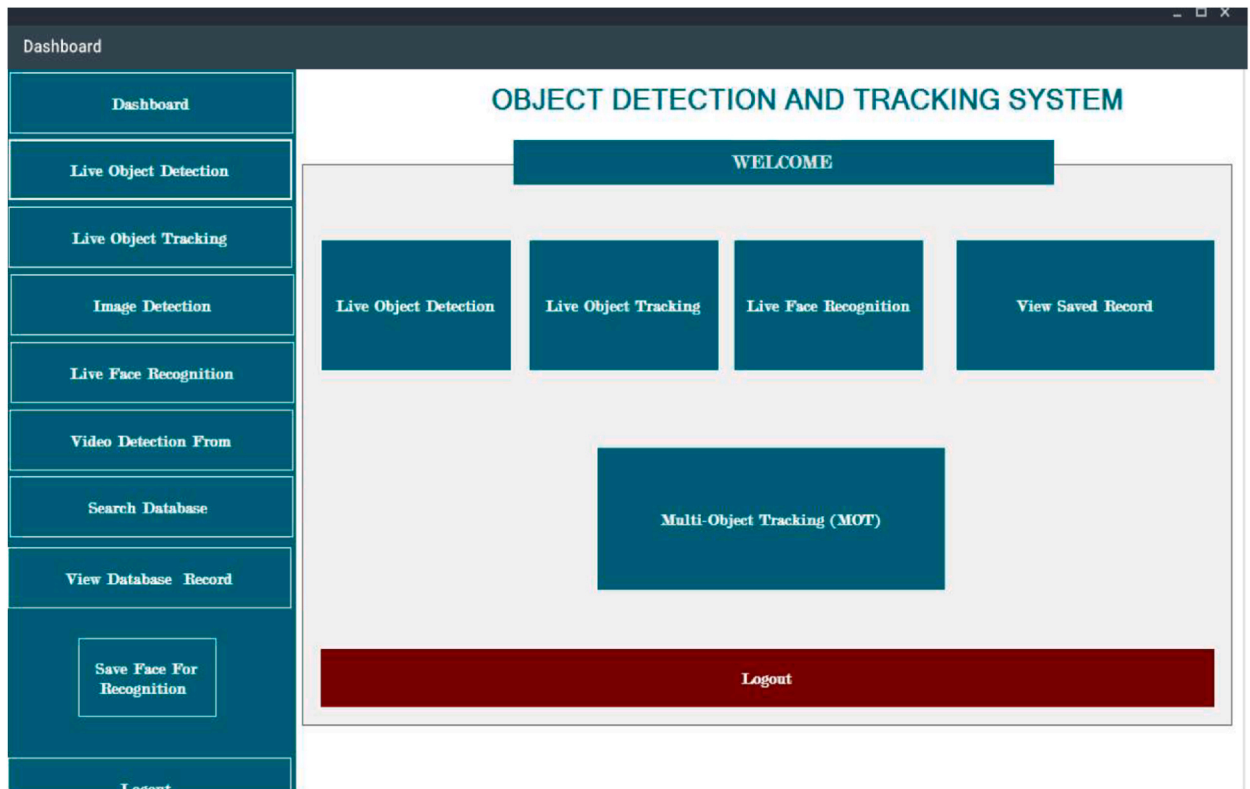 Dashboard
Dashboard
Live Object Detection
Live Object Tracking
Image Detection
Live Face Recognition
Video Detection From
Search Database
View Database Record
Save Face For
Recognition
Logout
OBJECT DETECTION AND TRACKING SYSTEM
WELCOME
Live Object Detection
Live Object Tracking
Live Face Recognition
View Saved Record
Multi-Object Tracking (MOT)
Logout